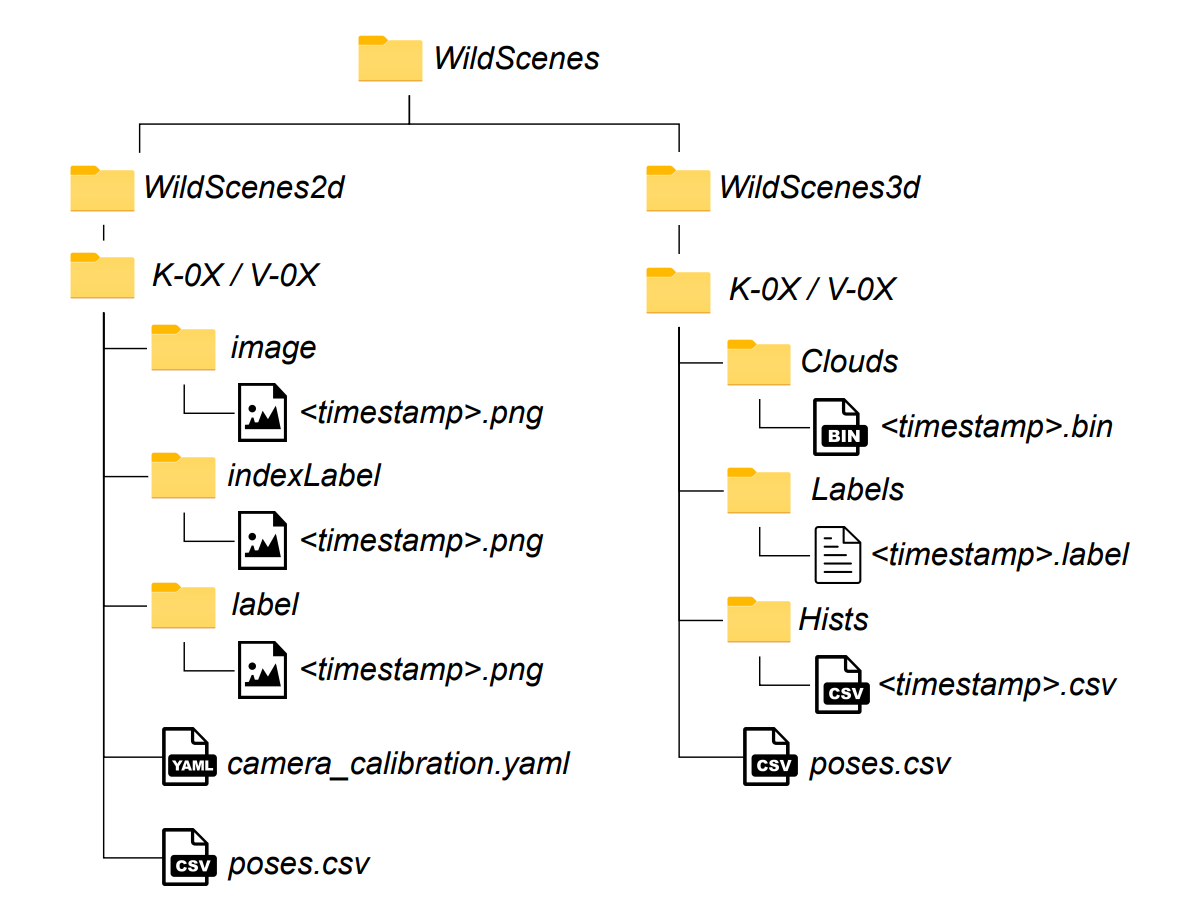 WildScenes
WildScenes2d
K-0X / V-0X
image
<timestamp>.png
indexLabel
<timestamp>.png
label
<timestamp>.png
YAML camera_calibration.yaml
CSV poses.csv
WildScenes3d
K-0X / V-0X
Clouds
BIN <timestamp>.bin
Labels
<timestamp>.label
Hists
CSV <timestamp>.csv
CSV poses.csv